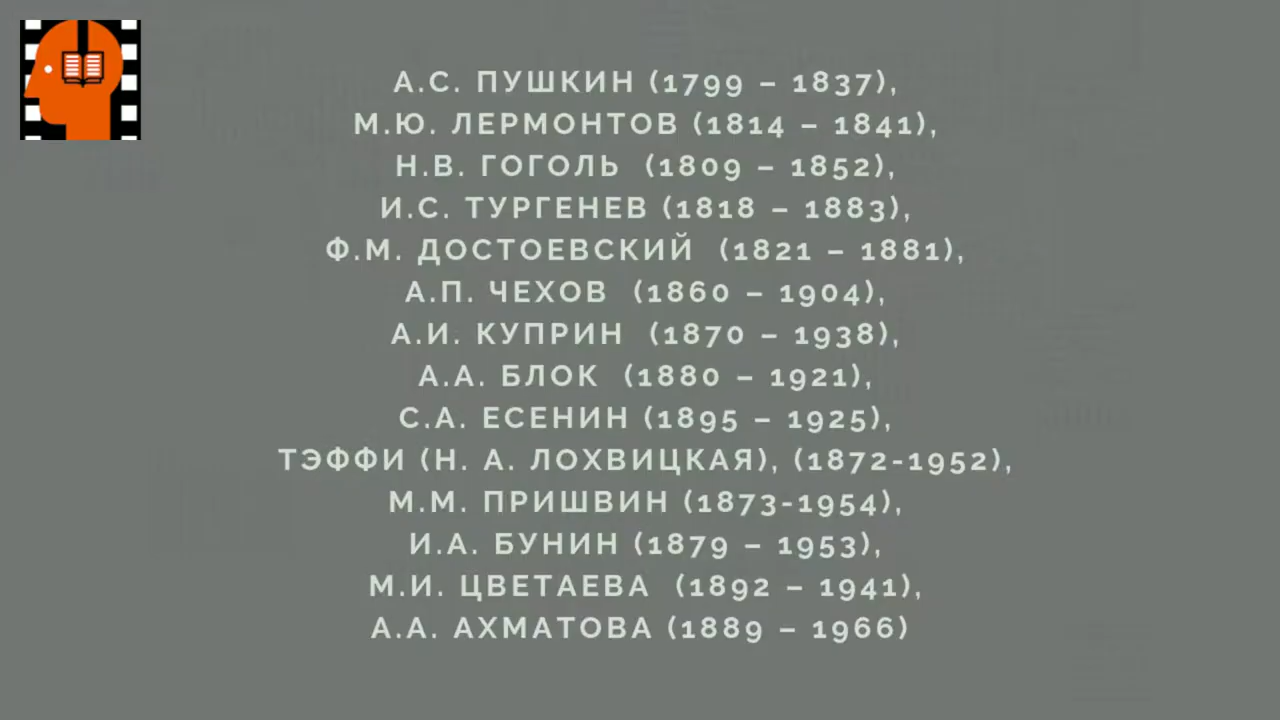 А.С. ПУШКИН (1799 – 1837),
М.Ю. ЛЕРМОНТОВ (1814 – 1841),
Н.В. ГОГОЛЬ (1809 – 1852),
И.С. ТУРГЕНЕВ (1818 – 1883),
Ф.М. ДОСТОЕВСКИЙ (1821 – 1881),
А.П. ЧЕХОВ (1860 – 1904),
А.И. КУПРИН (1870 – 1938),
А.А. БЛОК (1880 – 1921),
С.А. ЕСЕНИН (1895 – 1925),
ТЭФФИ (Н. А. ЛОХВИЦКАЯ), (1872-1952),
М.М. ПРИШВИН (1873-1954),
И.А. БУНИН (1879 – 1953),
М.И. ЦВЕТАЕВА (1892 – 1941),
А.А. АХМАТОВА (1889 – 1966)